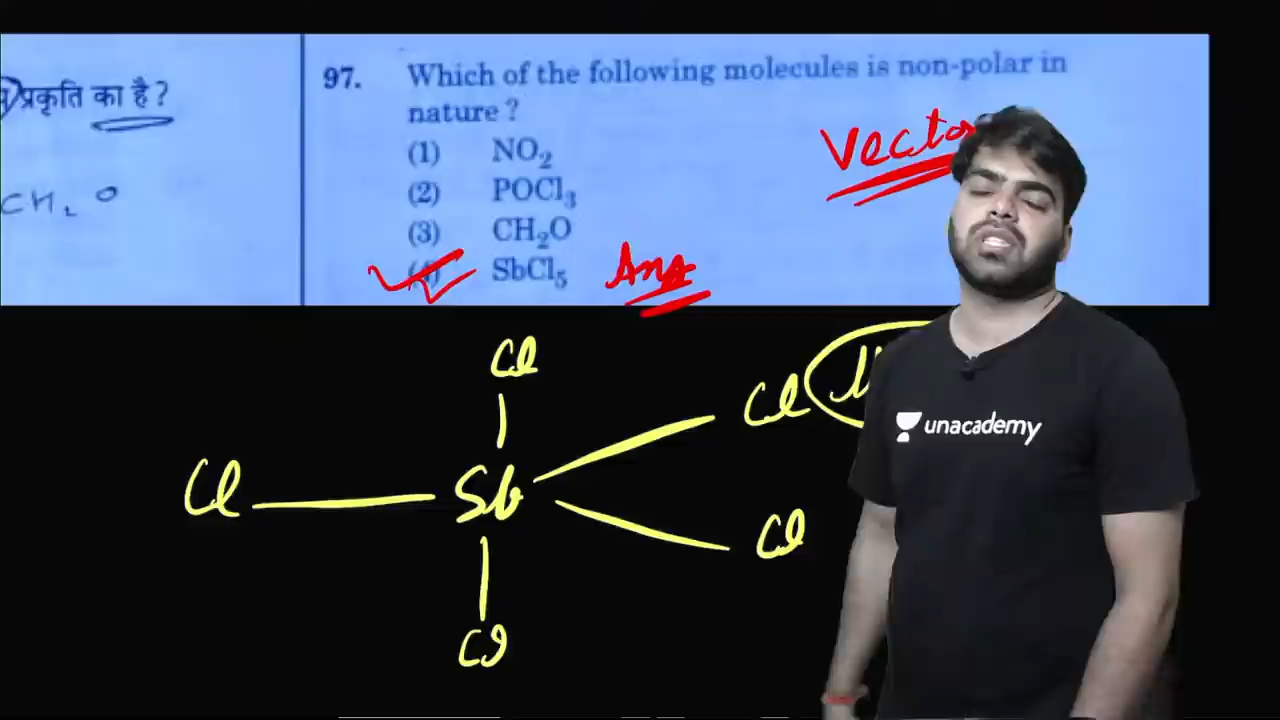 प्रकृति का है ?
CH₂O
97. Which of the following molecules is non-polar in
nature ?
(1) NO₂
(2) POCl₃
(3) CH₂O
(4) SbCl₅ Ans
Cl
Cl
Cl Sb
Cl
Cl
unacademy